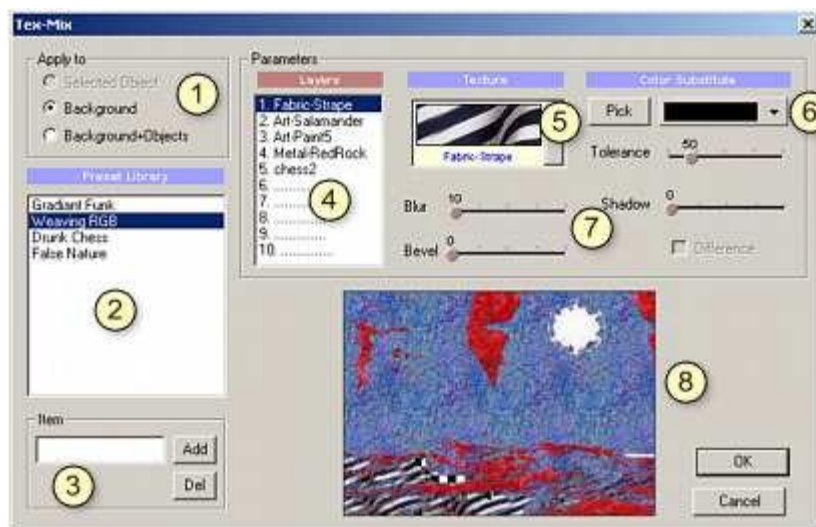 Tex-Mix
Apply to
Selected Object
Background
Background+Objects
1
Preset Library
Gradiant Funk
Weaving RGB
Drunk Chess
False Nature
2
Item
Add
Del
3
Parameters
Layers
1. Fabric-Strape
2. Art-Salamander
3. Art-Paint5
4. Metal-RedRock
5. chess2
6. ............
7. ............
8. ............
9. ............
10. ............
4
Texture
Fabric-Strape
5
Blur 10
Bevel 0
7
Color Substitute
Pick
6
Tolerance 50
Shadow 0
Difference
8
OK
Cancel